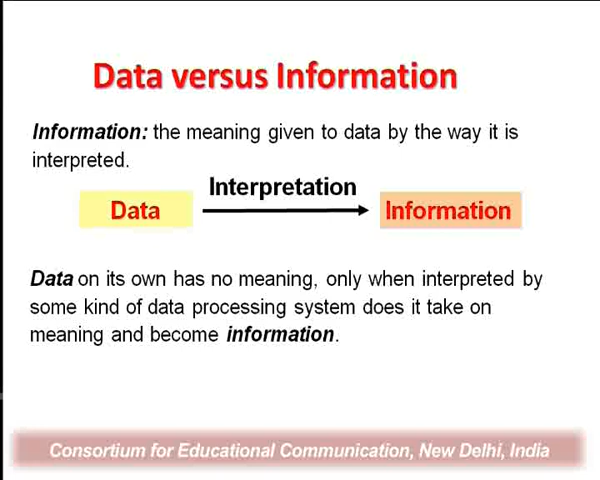 Data versus Information
Information: the meaning given to data by the way it is
interpreted.
Interpretation
Data
Information
Data on its own has no meaning, only when interpreted by
some kind of data processing system does it take on
meaning and become information.
Consortium for Educational Communication, New Delhi, India